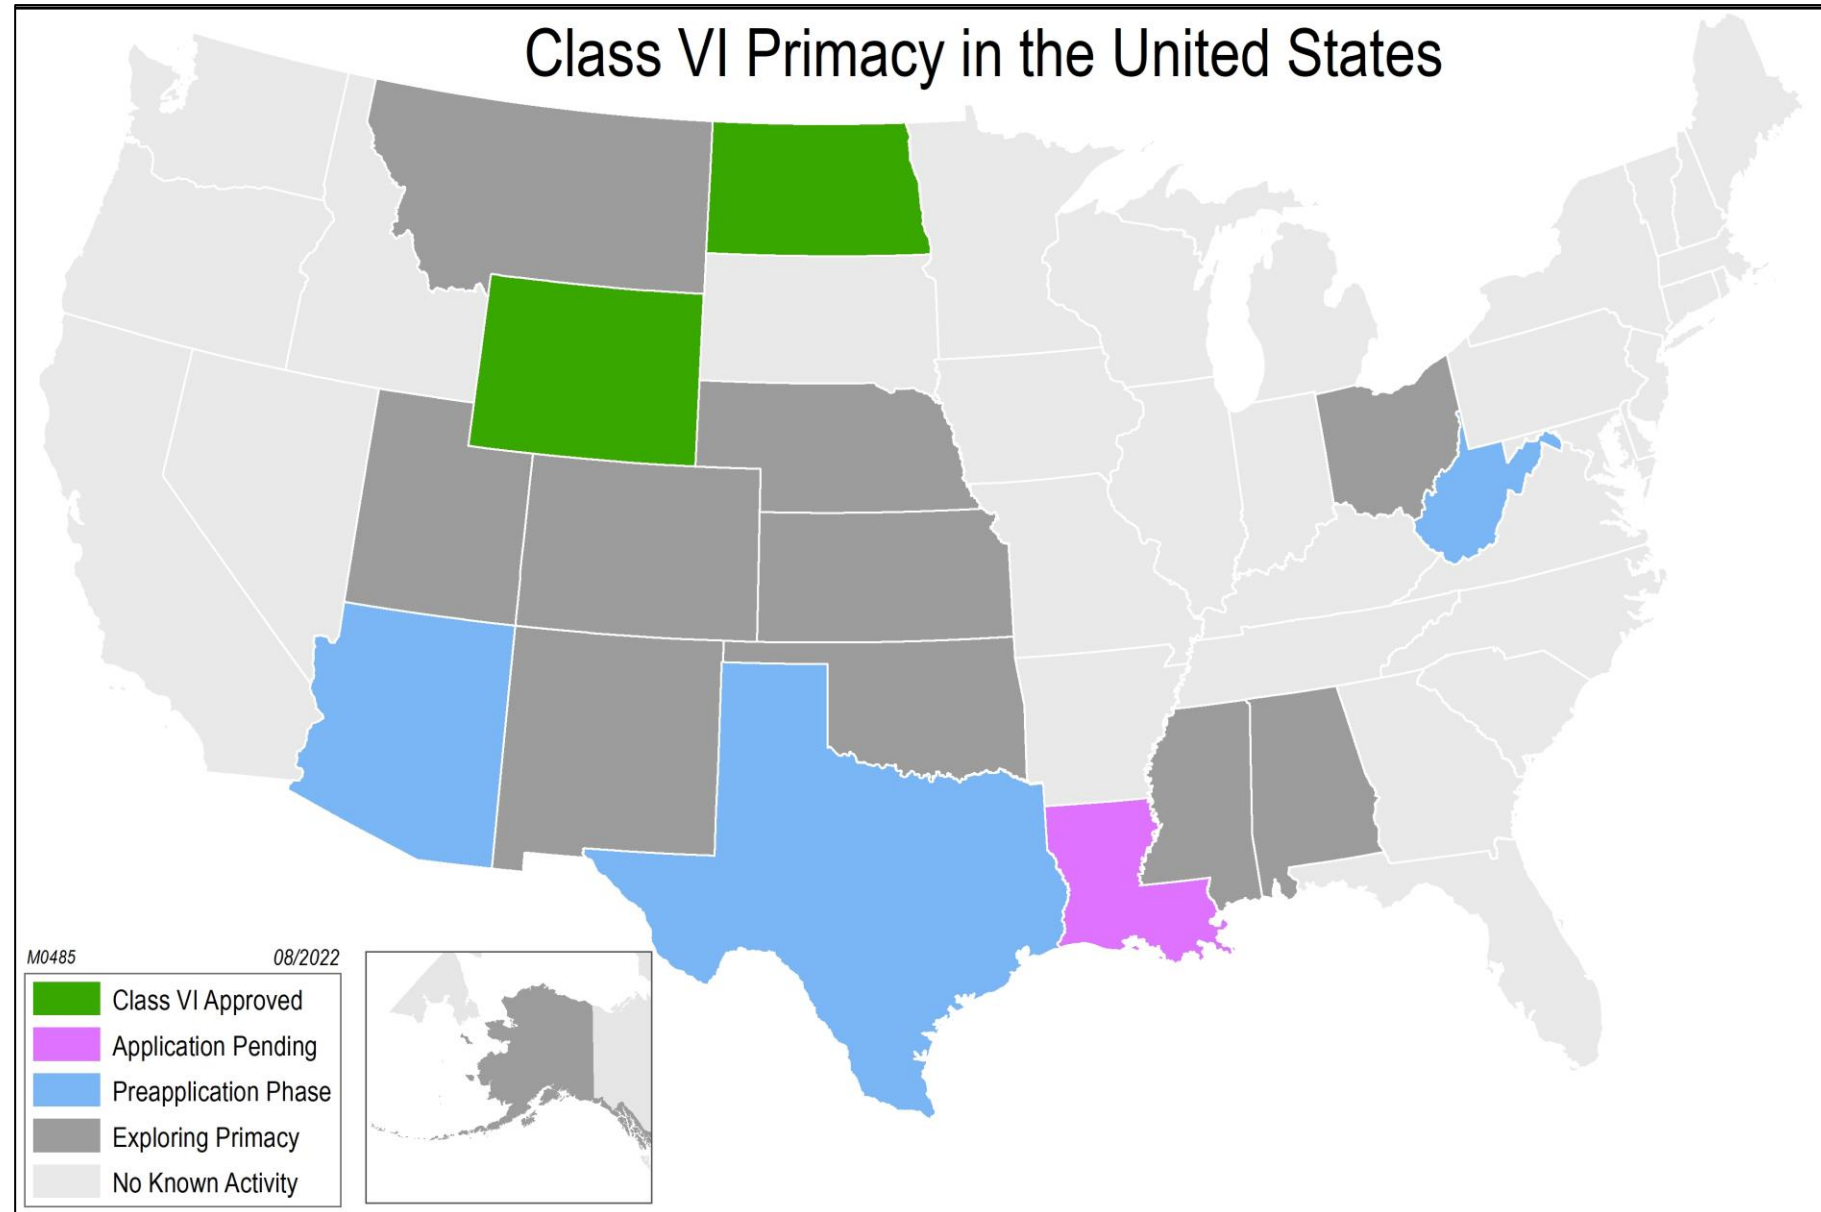 Class VI Primacy in the United States
M0485 08/2022
Class VI Approved
Application Pending
Preapplication Phase
Exploring Primacy
No Known Activity